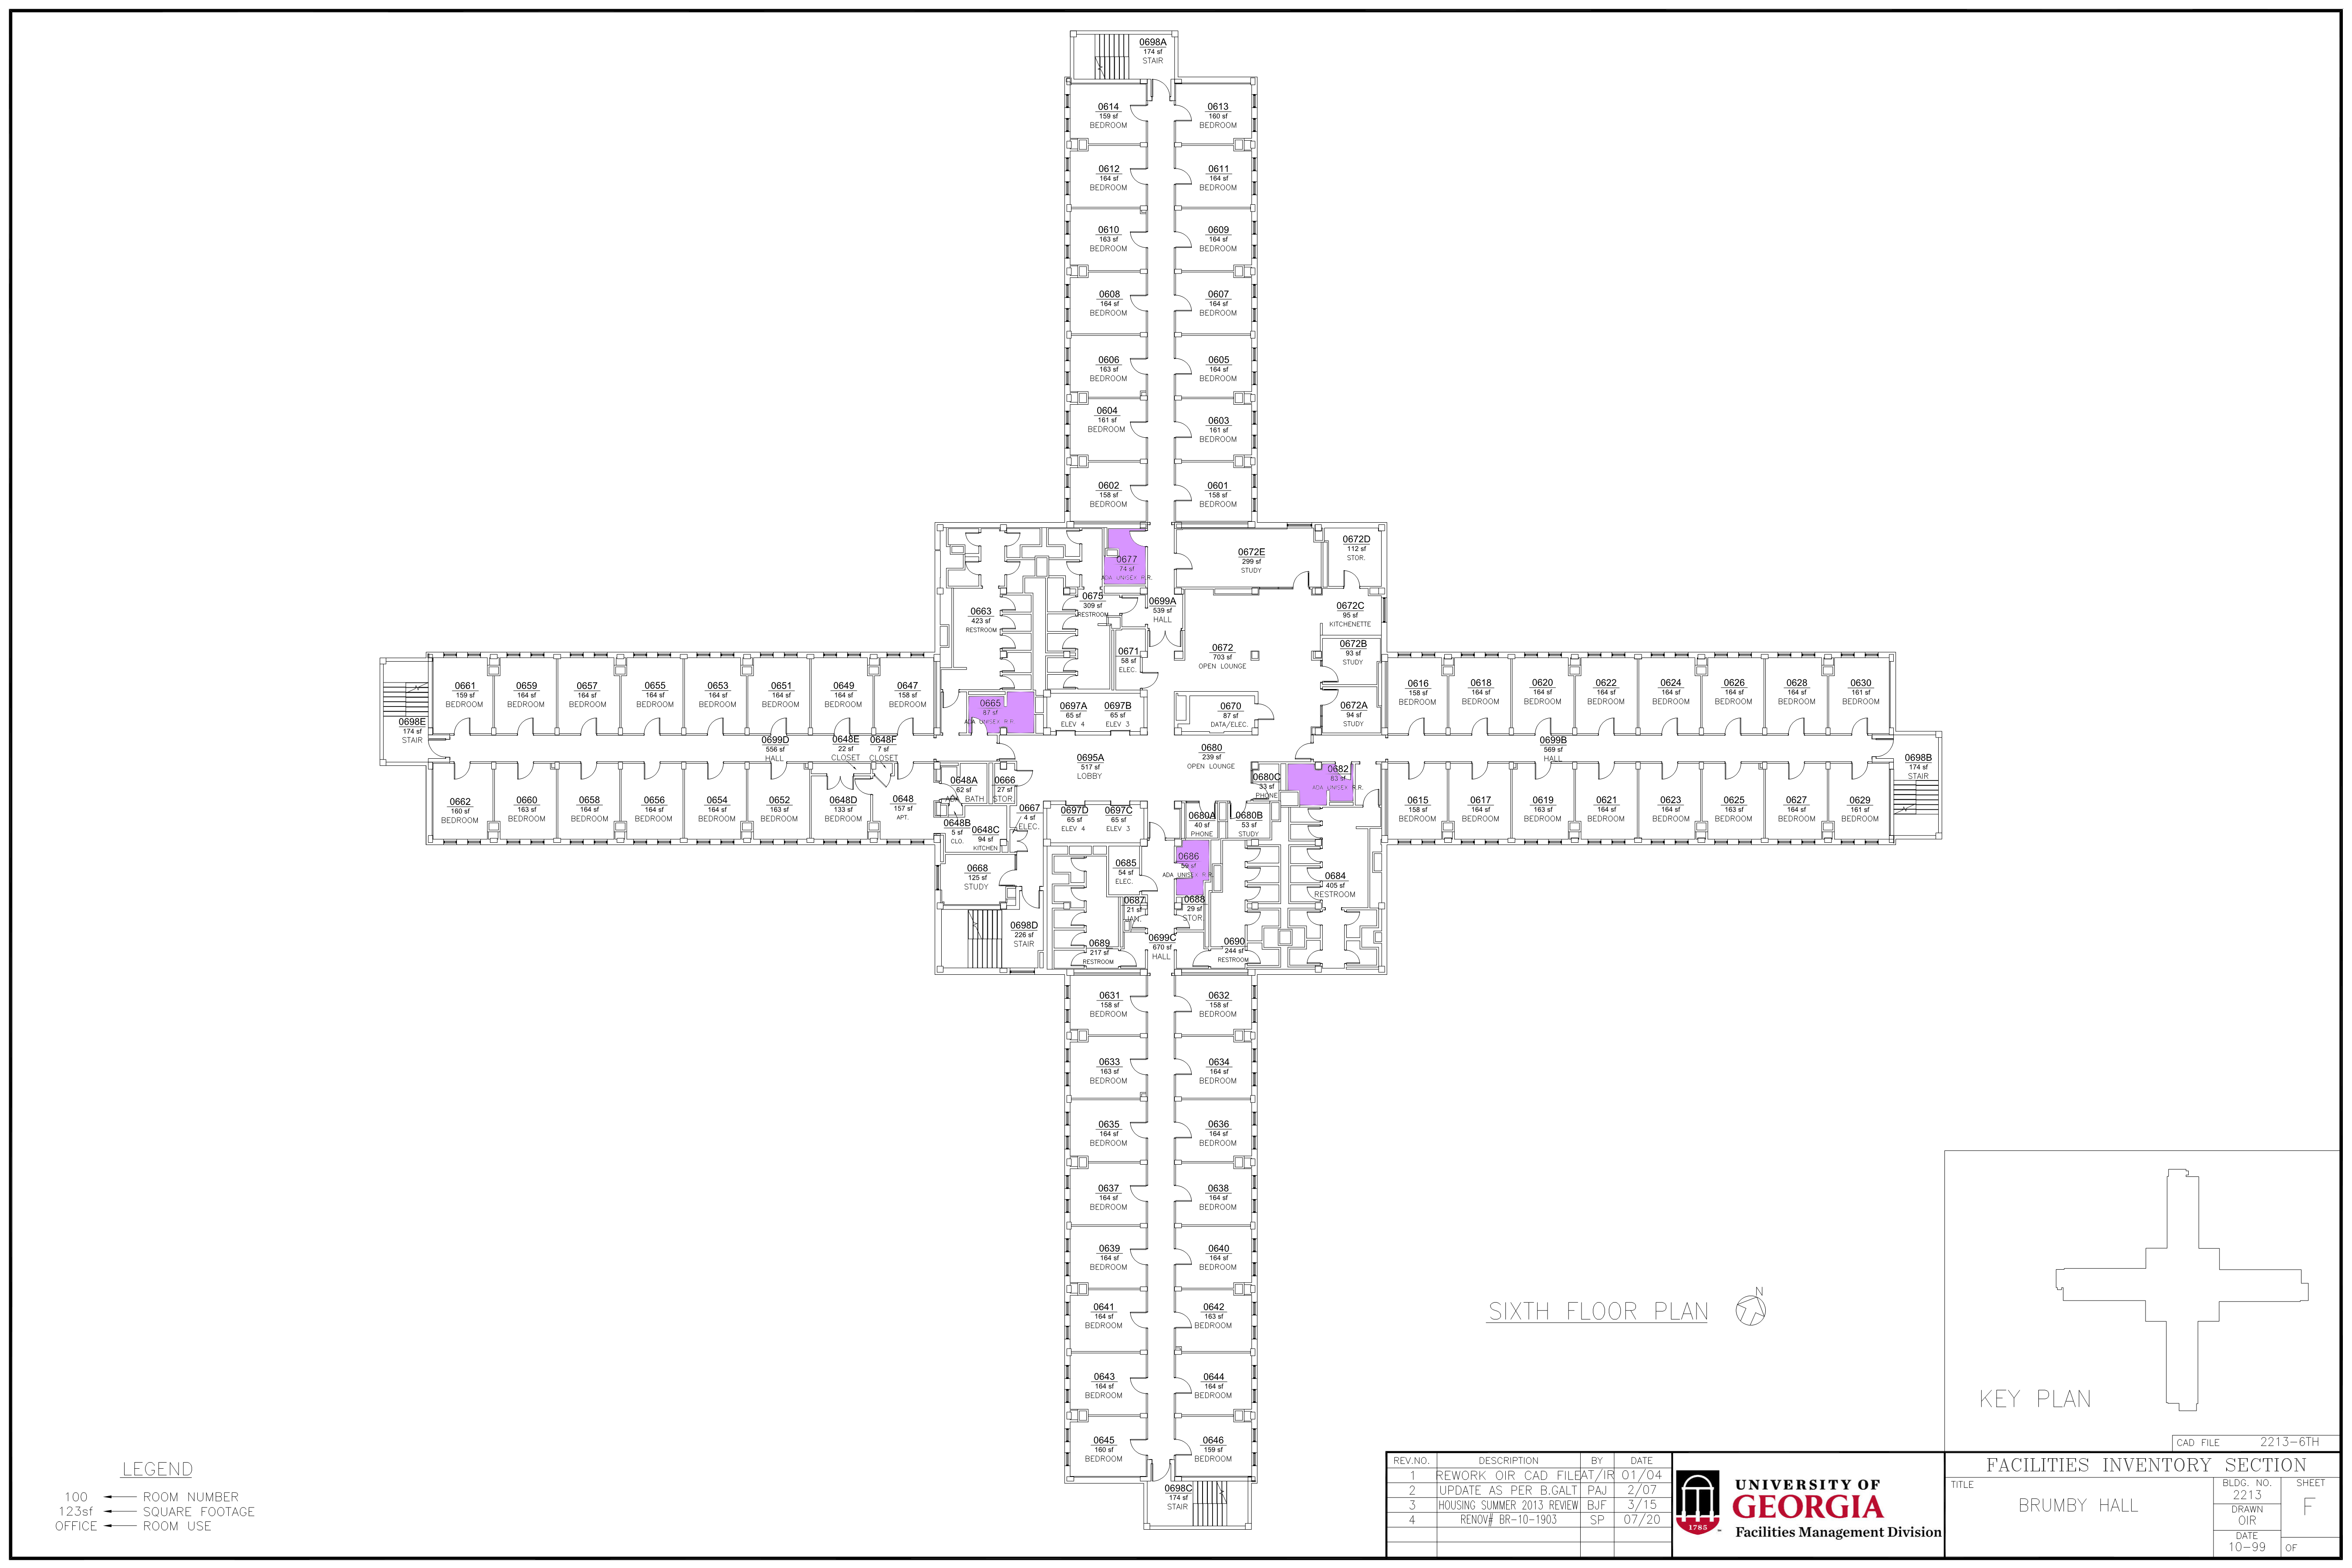 0698A
174 sf
STAIR
0614
159 sf
BEDROOM
0613
160 sf
BEDROOM
0612
164 sf
BEDROOM
0611
164 sf
BEDROOM
0610
163 sf
BEDROOM
0609
164 sf
BEDROOM
0608
164 sf
BEDROOM
0607
164 sf
BEDROOM
0606
163 sf
BEDROOM
0605
164 sf
BEDROOM
0604
161 sf
BEDROOM
0603
161 sf
BEDROOM
0602
158 sf
BEDROOM
0601
158 sf
BEDROOM
0677
74 sf
ADA UNISEX R.R.
0672E
299 sf
STUDY
0672D
112 sf
STOR.
0663
423 sf
RESTROOM
0675
309 sf
RESTROOM
0699A
539 sf
HALL
0672C
95 sf
KITCHENETTE
0671
58 sf
ELEC.
0672
703 sf
OPEN LOUNGE
0672B
93 sf
STUDY
0661
159 sf
BEDROOM
0659
164 sf
BEDROOM
0657
164 sf
BEDROOM
0655
164 sf
BEDROOM
0653
164 sf
BEDROOM
0651
164 sf
BEDROOM
0649
164 sf
BEDROOM
0647
158 sf
BEDROOM
0665
87 sf
ADA UNISEX R.R.
0697A
65 sf
ELEV 4
0697B
65 sf
ELEV 3
0670
87 sf
DATA/ELEC.
0672A
94 sf
STUDY
0616
158 sf
BEDROOM
0618
164 sf
BEDROOM
0620
164 sf
BEDROOM
0622
164 sf
BEDROOM
0624
164 sf
BEDROOM
0626
164 sf
BEDROOM
0628
164 sf
BEDROOM
0630
161 sf
BEDROOM
0698E
174 sf
STAIR
0699D
556 sf
HALL
0648E
22 sf
CLOSET
0648F
7 sf
CLOSET
0695A
517 sf
LOBBY
0680
239 sf
OPEN LOUNGE
0699B
569 sf
HALL
0698B
174 sf
STAIR
0662
160 sf
BEDROOM
0660
163 sf
BEDROOM
0658
164 sf
BEDROOM
0656
164 sf
BEDROOM
0654
164 sf
BEDROOM
0652
163 sf
BEDROOM
0648D
133 sf
BEDROOM
0648
157 sf
APT.
0648A
62 sf
ADA BATH
0666
27 sf
STOR.
0667
4 sf
ELEC.
0648B
5 sf
CLO.
0648C
94 sf
KITCHEN
0697D
65 sf
ELEV 4
0697C
65 sf
ELEV 3
0680A
40 sf
PHONE
0680B
53 sf
STUDY
0680C
33 sf
PHONE
0682
83 sf
ADA UNISEX R.R.
0615
158 sf
BEDROOM
0617
164 sf
BEDROOM
0619
163 sf
BEDROOM
0621
164 sf
BEDROOM
0623
164 sf
BEDROOM
0625
163 sf
BEDROOM
0627
164 sf
BEDROOM
0629
161 sf
BEDROOM
0668
125 sf
STUDY
0685
54 sf
ELEC.
0686
59 sf
ADA UNISEX R.R.
0684
405 sf
RESTROOM
0687
21 sf
JAN.
0688
29 sf
STOR.
0698D
226 sf
STAIR
0689
217 sf
RESTROOM
0699C
670 sf
HALL
0690
244 sf
RESTROOM
0631
158 sf
BEDROOM
0632
158 sf
BEDROOM
0633
163 sf
BEDROOM
0634
164 sf
BEDROOM
0635
164 sf
BEDROOM
0636
164 sf
BEDROOM
0637
164 sf
BEDROOM
0638
164 sf
BEDROOM
0639
164 sf
BEDROOM
0640
164 sf
BEDROOM
0641
164 sf
BEDROOM
0642
163 sf
BEDROOM
0643
164 sf
BEDROOM
0644
164 sf
BEDROOM
0645
160 sf
BEDROOM
0646
159 sf
BEDROOM
0698C
174 sf
STAIR
SIXTH FLOOR PLAN
N
KEY PLAN
CAD FILE 2213-6TH
LEGEND
100 ROOM NUMBER
123sf SQUARE FOOTAGE
OFFICE ROOM USE
REV.NO. DESCRIPTION BY DATE
1 REWORK OIR CAD FILE AT/IR 01/04
2 UPDATE AS PER B.GALT PAJ 2/07
3 HOUSING SUMMER 2013 REVIEW BJF 3/15
4 RENOV# BR-10-1903 SP 07/20
1785
UNIVERSITY OF
GEORGIA
Facilities Management Division
FACILITIES INVENTORY SECTION
TITLE
BRUMBY HALL
BLDG. NO.
2213
DRAWN
OIR
DATE
10-99
SHEET
F
OF